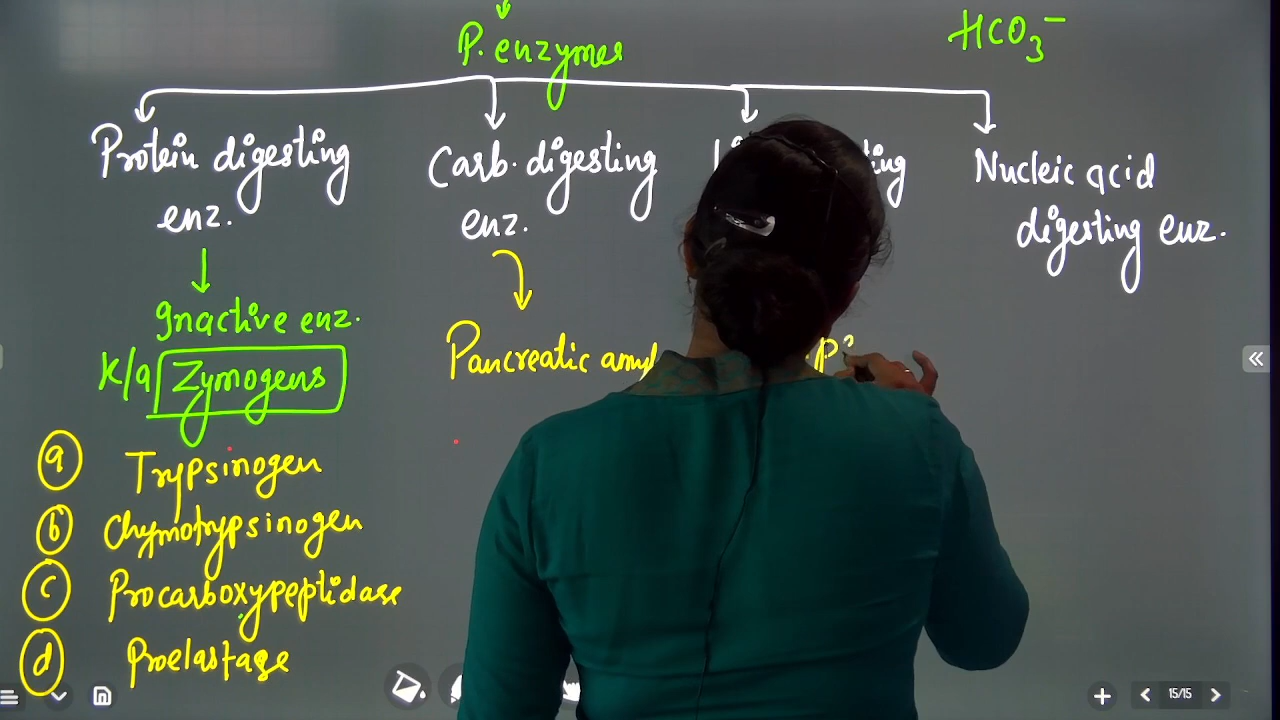 P. enzymes
HCO3⁻
Protein digesting
enz.
Carb. digesting
enz.
Nucleic acid
digesting enz.
Inactive enz.
K/a Zymogens
Pancreatic
a Trypsinogen
b Chymotrypsinogen
c Procarboxypeptidase
d Proelastase
15/15